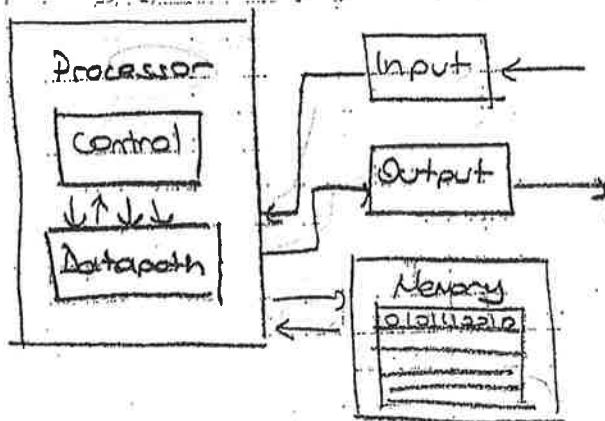 Processor
Control
Datapath
Input
Output
Memory